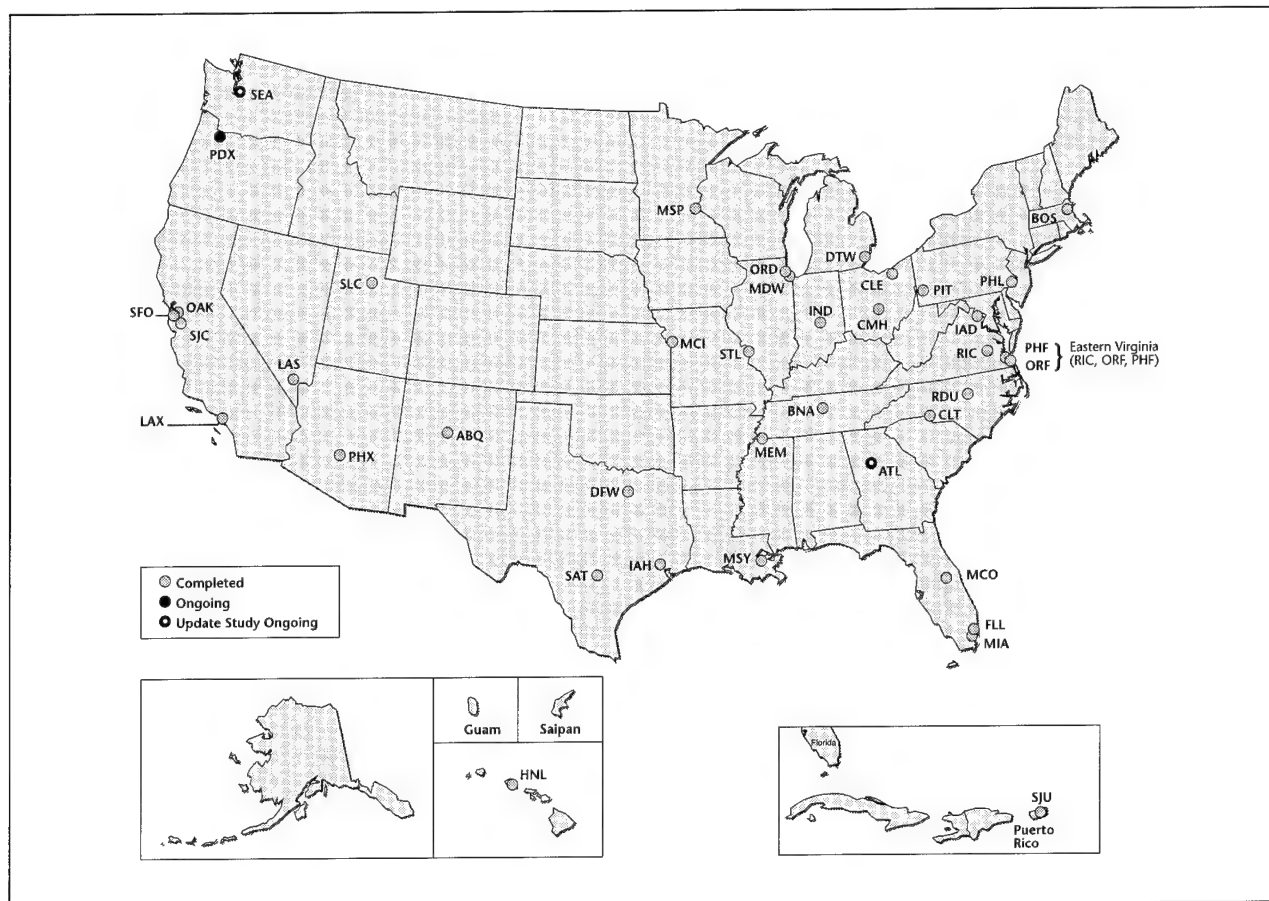 SEA
PDX
MSP
BOS
DTW
ORD
MDW
CLE
PIT
PHL
SLC
OAK
SFO
SJC
IND
CMH
IAD
MCI
STL
RIC
PHF
ORF
} Eastern Virginia
(RIC, ORF, PHF)
LAS
BNA
RDU
CLT
LAX
ABQ
MEM
PHX
ATL
DFW
MSY
IAH
SAT
MCO
FLL
MIA
Completed
Ongoing
Update Study Ongoing
Guam
Saipan
HNL
Florida
SJU
Puerto
Rico